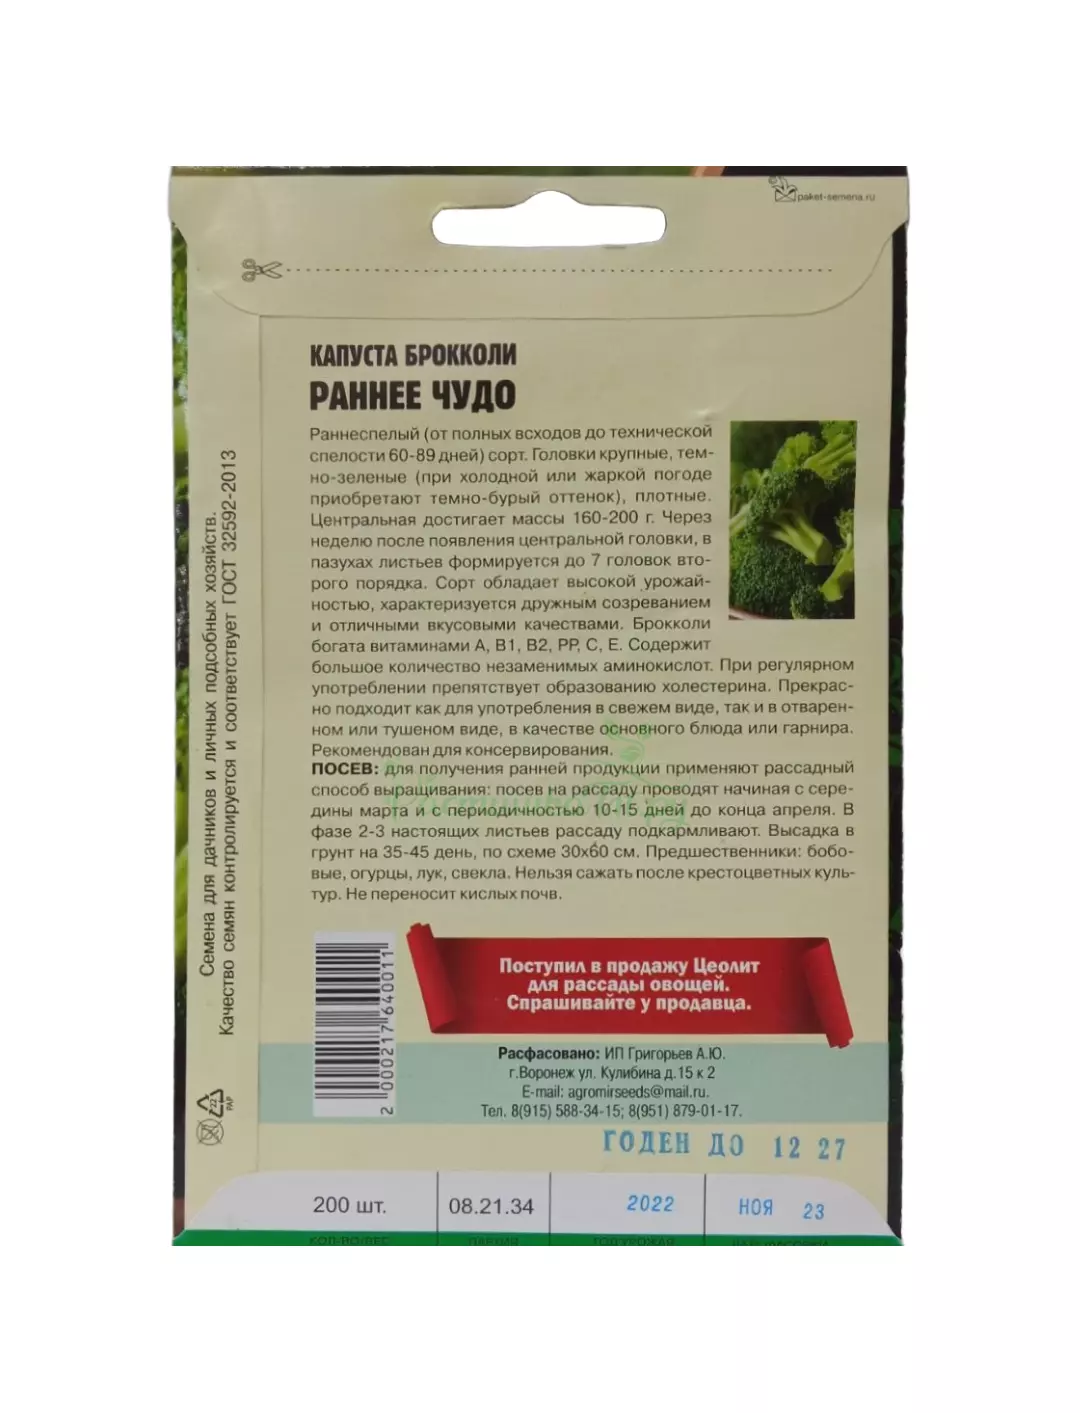 paket-semena.ru
КАПУСТА БРОККОЛИ
РАННЕЕ ЧУДО
Раннеспелый (от полных всходов до технической
спелости 60-89 дней) сорт. Головки крупные, тем-
но-зеленые (при холодной или жаркой погоде
приобретают темно-бурый оттенок), плотные.
Центральная достигает массы 160-200 г. Через
неделю после появления центральной головки, в
пазухах листьев формируется до 7 головок вто-
рого порядка. Сорт обладает высокой урожай-
ностью, характеризуется дружным созреванием
и отличными вкусовыми качествами. Брокколи
богата витаминами А, В1, В2, РР, С, Е. Содержит
большое количество незаменимых аминокислот. При регулярном
употреблении препятствует образованию холестерина. Прекрас-
но подходит как для употребления в свежем виде, так и в отварен-
ном или тушеном виде, в качестве основного блюда или гарнира.
Рекомендован для консервирования.
ПОСЕВ: для получения ранней продукции применяют рассадный
способ выращивания: посев на рассаду проводят начиная с сере-
дины марта и с периодичностью 10-15 дней до конца апреля. В
фазе 2-3 настоящих листьев рассаду подкармливают. Высадка в
грунт на 35-45 день, по схеме 30х60 см. Предшественники: бобо-
вые, огурцы, лук, свекла. Нельзя сажать после крестоцветных куль-
тур. Не переносит кислых почв.
Семена для дачников и личных подсобных хозяйств.
Качество семян контролируется и соответствует ГОСТ 32592-2013
22
PAP
2 000217 640011
Поступил в продажу Цеолит
для рассады овощей.
Спрашивайте у продавца.
Расфасовано: ИП Григорьев А.Ю.
г.Воронеж ул. Кулибина д.15 к 2
E-mail: agromirseeds@mail.ru.
Тел. 8(915) 588-34-15; 8(951) 879-01-17.
ГОДЕН ДО 12 27
200 шт. 08.21.34 2022 НОЯ 23
КОЛ-ВО/ВЕС ПАРТИЯ ГОД УРОЖАЯ